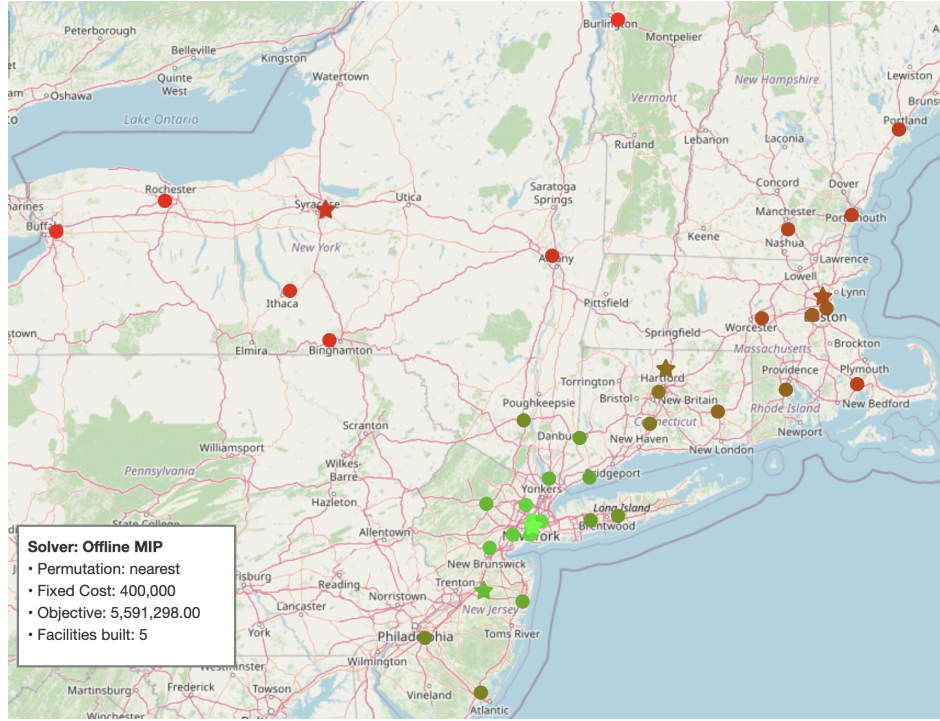 Burlington
Peterborough
Montpelier
Belleville
Kingston
Lewiston
Quinte
West
Watertown
New Hampshire
Oshawa
Vermont
Portland
Lake Ontario
Rutland
Lebanon
Laconia
Rochester
Saratoga
Springs
Concord
Dover
Utica
Syracuse
Manchester
Portsmouth
Buffalo
Keene
Nashua
New York
Albany
Lawrence
Lowell
Ithaca
Pittsfield
Lynn
Boston
Springfield
Worcester
Elmira
Binghamton
Brockton
Massachusetts
Torrington
Hartford
Providence
Plymouth
Poughkeepsie
Bristol
New Britain
Rhode Island
New Bedford
Scranton
Danbury
Connecticut
New Haven
Newport
Williamsport
New London
Wilkes-
Barre
Pennsylvania
Bridgeport
Yonkers
Hazleton
Long Island
State College
Brentwood
Allentown
New York
Solver: Offline MIP
• Permutation: nearest
• Fixed Cost: 400,000
• Objective: 5,591,298.00
• Facilities built: 5
New Brunswick
Trenton
Reading
Norristown
New Jersey
Lancaster
York
Philadelphia
Toms River
Wilmington
Westminster
Martinsburg
Frederick
Towson
Vineland
Atlantic
Winchester